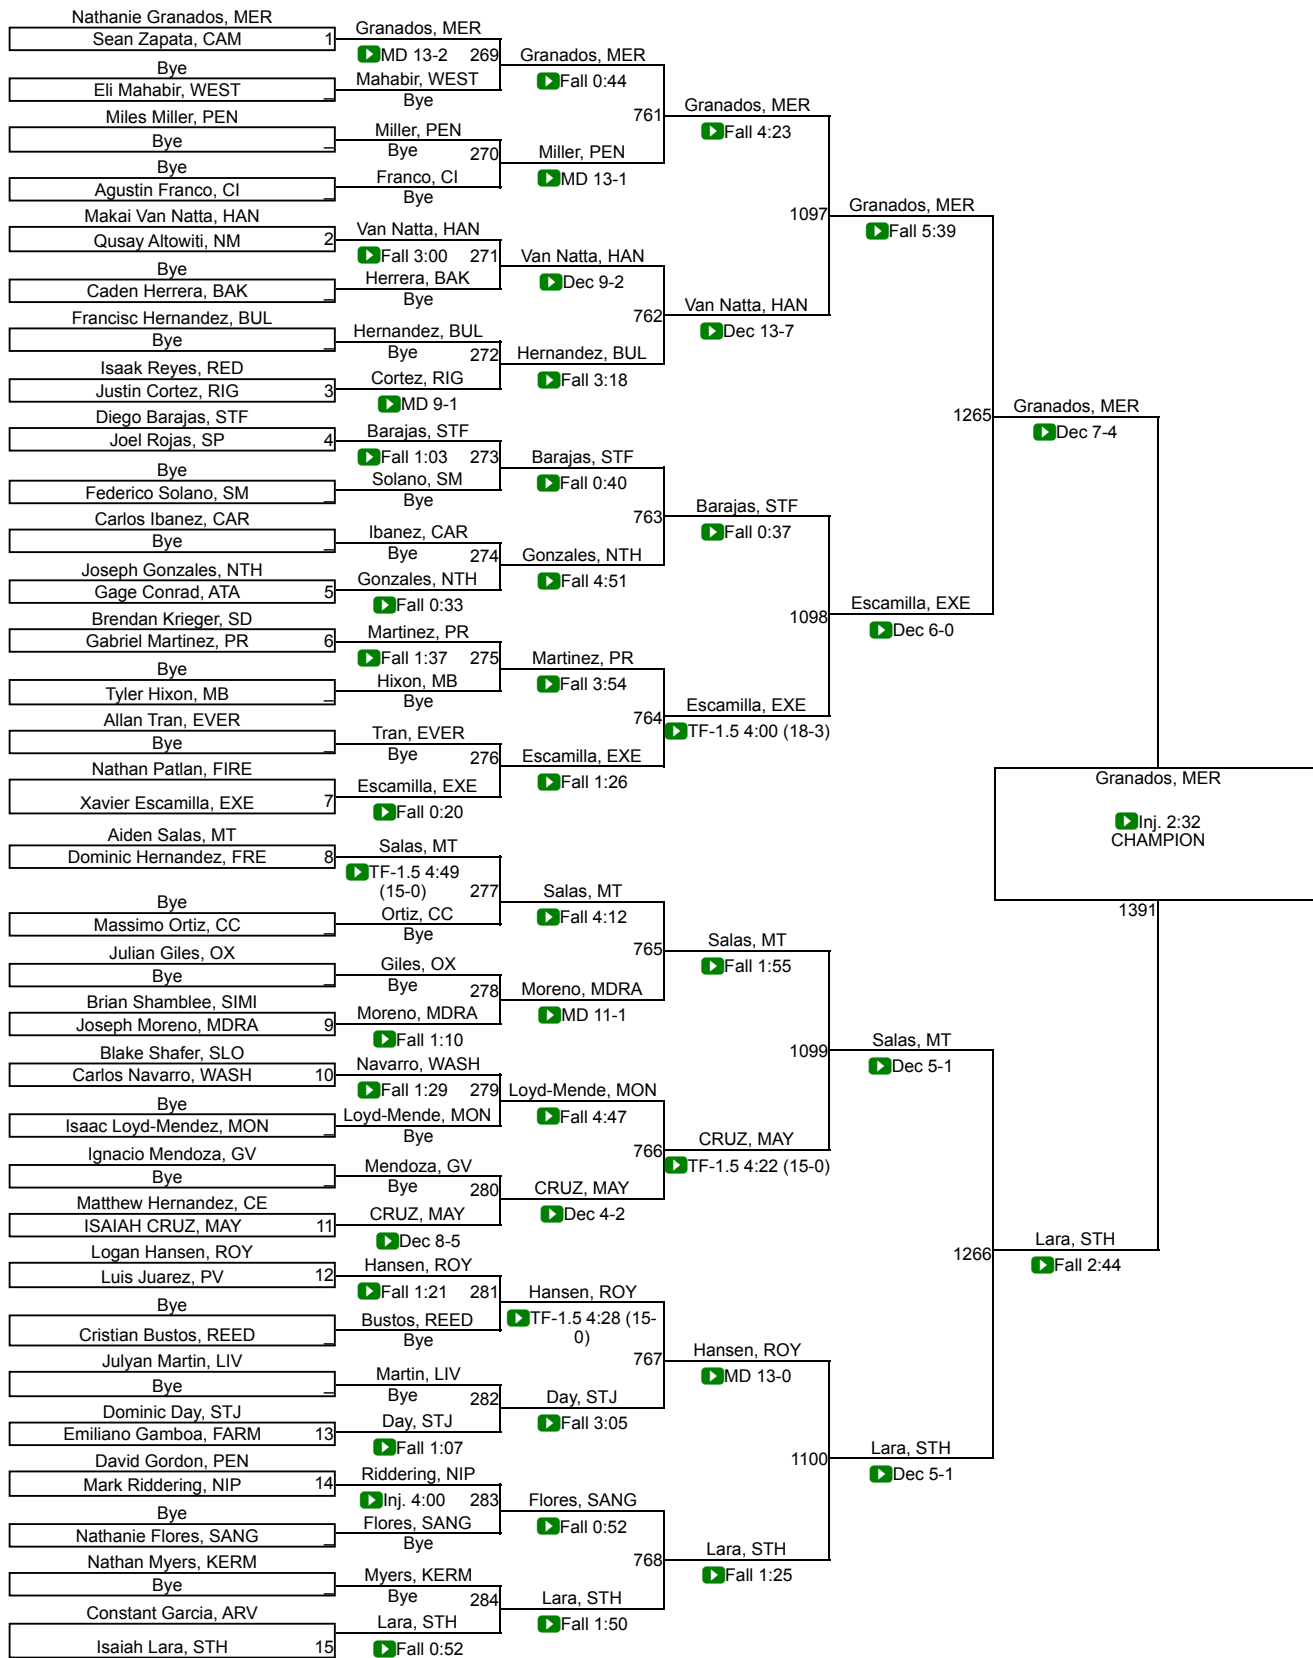 Nathanie Granados, MER
Sean Zapata, CAM 1
Bye
Eli Mahabir, WEST _
Miles Miller, PEN
Bye _
Bye
Agustin Franco, CI _
Makai Van Natta, HAN
Qusay Altowiti, NM 2
Bye
Caden Herrera, BAK _
Francisc Hernandez, BUL
Bye _
Isaak Reyes, RED
Justin Cortez, RIG 3
Diego Barajas, STF
Joel Rojas, SP 4
Bye
Federico Solano, SM _
Carlos Ibanez, CAR
Bye _
Joseph Gonzales, NTH
Gage Conrad, ATA 5
Brendan Krieger, SD
Gabriel Martinez, PR 6
Bye
Tyler Hixon, MB _
Allan Tran, EVER
Bye _
Nathan Patlan, FIRE
Xavier Escamilla, EXE 7
Aiden Salas, MT
Dominic Hernandez, FRE 8
Bye
Massimo Ortiz, CC _
Julian Giles, OX
Bye _
Brian Shamblee, SIMI
Joseph Moreno, MDRA 9
Blake Shafer, SLO
Carlos Navarro, WASH 10
Bye
Isaac Loyd-Mendez, MON _
Ignacio Mendoza, GV
Bye _
Matthew Hernandez, CE
ISAIAH CRUZ, MAY 11
Logan Hansen, ROY
Luis Juarez, PV 12
Bye
Cristian Bustos, REED _
Julyan Martin, LIV
Bye _
Dominic Day, STJ
Emiliano Gamboa, FARM 13
David Gordon, PEN
Mark Riddering, NIP 14
Bye
Nathanie Flores, SANG _
Nathan Myers, KERM
Bye _
Constant Garcia, ARV
Isaiah Lara, STH 15
Granados, MER
MD 13-2 269
Mahabir, WEST
Bye
Miller, PEN
Bye 270
Franco, CI
Bye
Van Natta, HAN
Fall 3:00 271
Herrera, BAK
Bye
Hernandez, BUL
Bye 272
Cortez, RIG
MD 9-1
Barajas, STF
Fall 1:03 273
Solano, SM
Bye
Ibanez, CAR
Bye 274
Gonzales, NTH
Fall 0:33
Martinez, PR
Fall 1:37 275
Hixon, MB
Bye
Tran, EVER
Bye 276
Escamilla, EXE
Fall 0:20
Salas, MT
TF-1.5 4:49
(15-0) 277
Ortiz, CC
Bye
Giles, OX
Bye 278
Moreno, MDRA
Fall 1:10
Navarro, WASH
Fall 1:29 279
Loyd-Mende, MON
Bye
Mendoza, GV
Bye 280
CRUZ, MAY
Dec 8-5
Hansen, ROY
Fall 1:21 281
Bustos, REED
Bye
Martin, LIV
Bye 282
Day, STJ
Fall 1:07
Riddering, NIP
Inj. 4:00 283
Flores, SANG
Bye
Myers, KERM
Bye 284
Lara, STH
Fall 0:52
Granados, MER
Fall 0:44
761
Miller, PEN
MD 13-1
Van Natta, HAN
Dec 9-2
762
Hernandez, BUL
Fall 3:18
Barajas, STF
Fall 0:40
763
Gonzales, NTH
Fall 4:51
Martinez, PR
Fall 3:54
764
Escamilla, EXE
Fall 1:26
Salas, MT
Fall 4:12
765
Moreno, MDRA
MD 11-1
Loyd-Mende, MON
Fall 4:47
766
CRUZ, MAY
Dec 4-2
Hansen, ROY
TF-1.5 4:28 (15-
0)
767
Day, STJ
Fall 3:05
Flores, SANG
Fall 0:52
768
Lara, STH
Fall 1:50
Granados, MER
Fall 4:23
1097
Van Natta, HAN
Dec 13-7
Barajas, STF
Fall 0:37
1098
Escamilla, EXE
TF-1.5 4:00 (18-3)
Salas, MT
Fall 1:55
1099
CRUZ, MAY
TF-1.5 4:22 (15-0)
Hansen, ROY
MD 13-0
1100
Lara, STH
Fall 1:25
Granados, MER
Fall 5:39
1265
Escamilla, EXE
Dec 6-0
Salas, MT
Dec 5-1
1266
Lara, STH
Dec 5-1
Granados, MER
Dec 7-4
Granados, MER
Inj. 2:32
CHAMPION
1391
Lara, STH
Fall 2:44